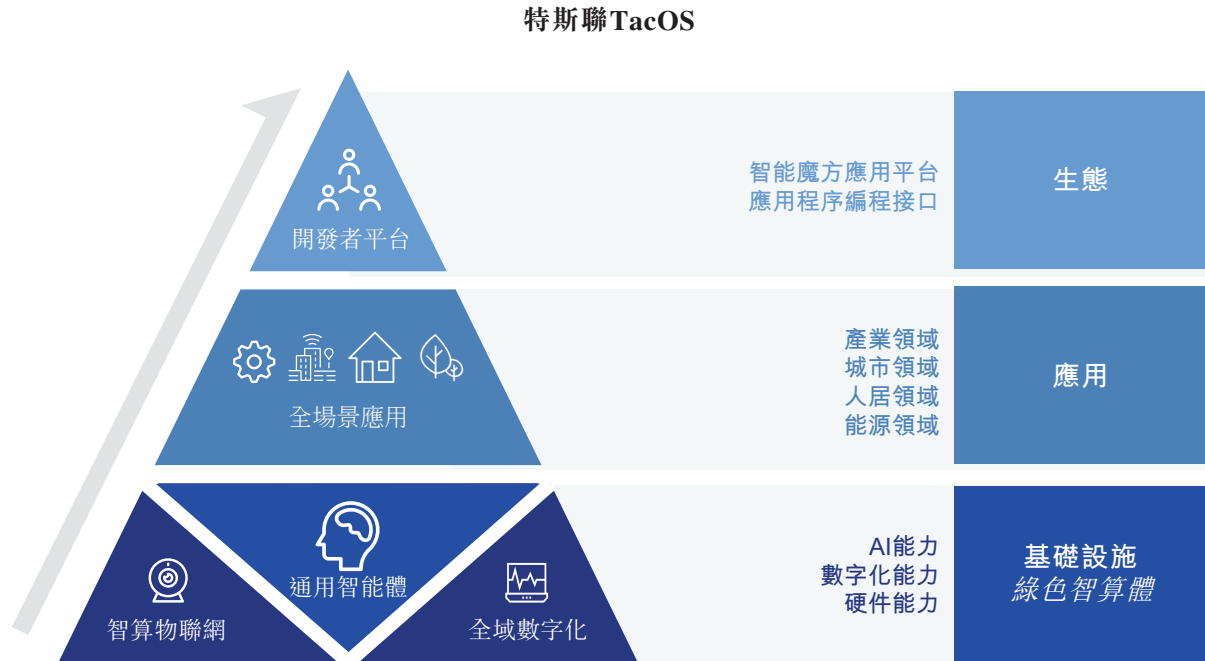 特斯聯TacOS
開發者平台
智能魔方應用平台
應用程序編程接口
生態
全場景應用
產業領域
城市領域
人居領域
能源領域
應用
智算物聯網
通用智能體
全域數字化
AI能力
數字化能力
硬件能力
基礎設施
綠色智算體